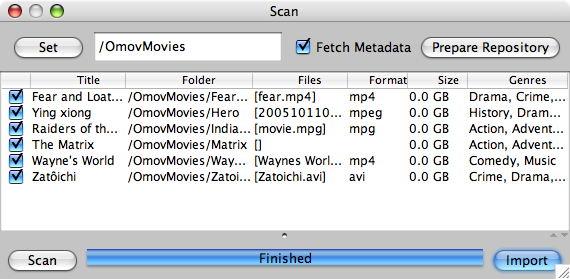 Scan
Set /OmovMovies Fetch Metadata Prepare Repository
Title Folder Files Format Size Genres
Fear and Loat... /OmovMovies/Fear... [fear.mp4] mp4 0.0 GB Drama, Crime,...
Ying xiong /OmovMovies/Hero [200510110... mpeg 0.0 GB History, Dram...
Raiders of th... /OmovMovies/India... [movie.mpg] mpg 0.0 GB Action, Advent...
The Matrix /OmovMovies/Matrix [] 0.0 GB Action, Advent...
Wayne's World /OmovMovies/Way... [Waynes Worl... mp4 0.0 GB Comedy, Music
Zatôichi /OmovMovies/Zatoi... [Zatoichi.avi] avi 0.0 GB Crime, Drama,...
Scan Finished Import